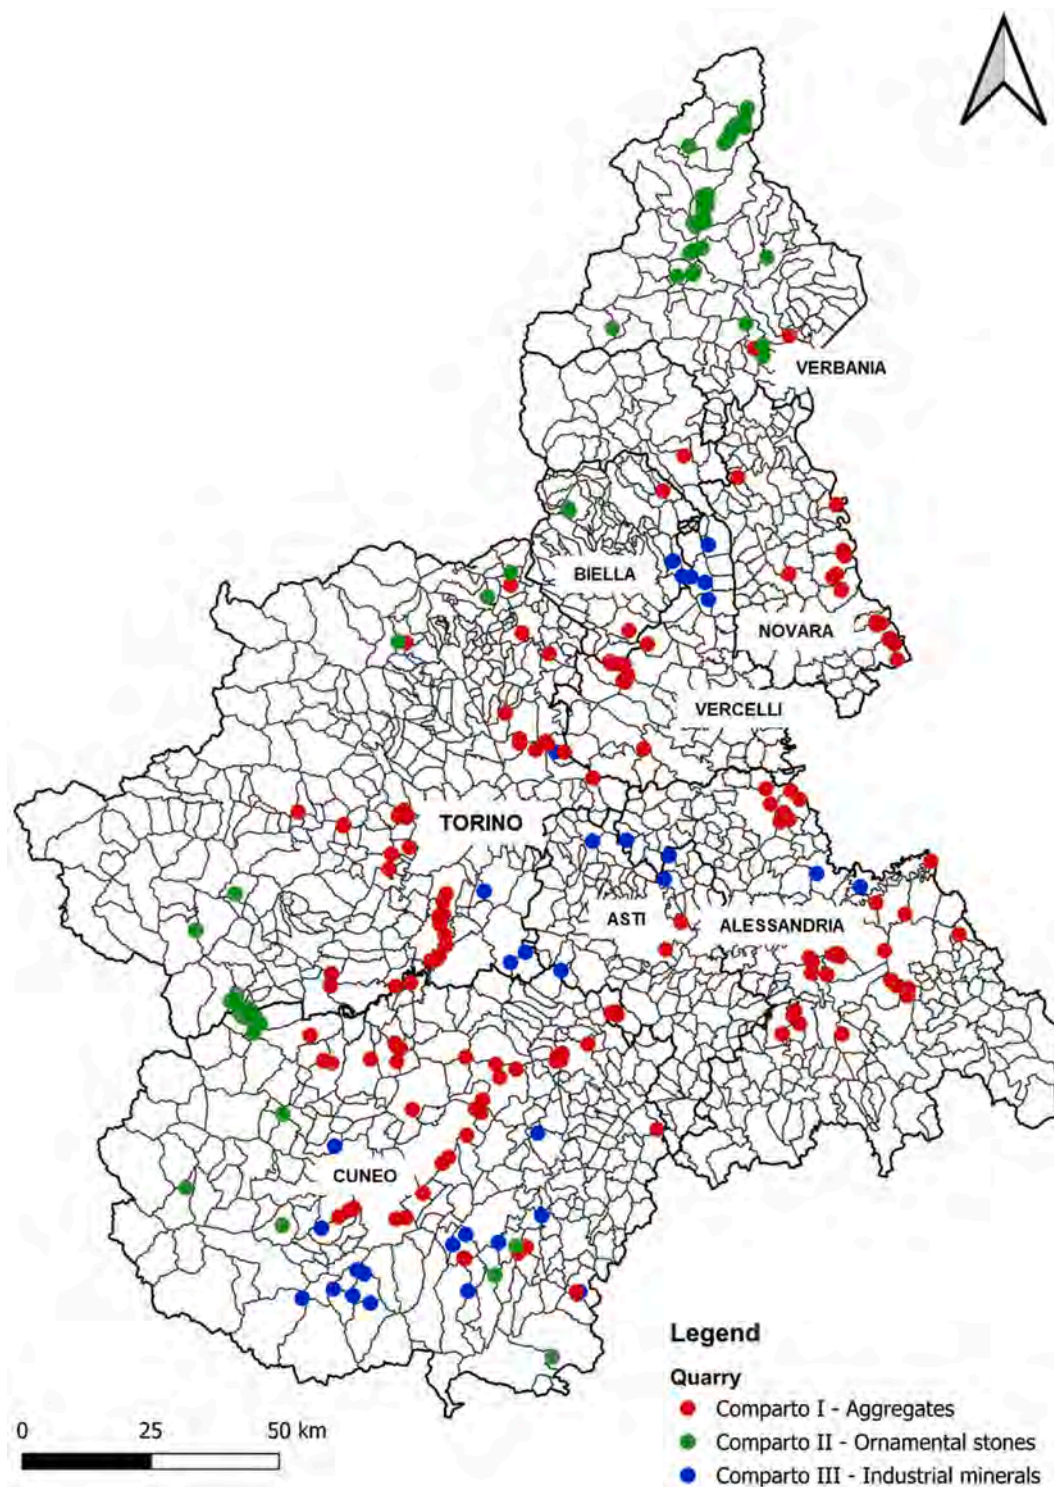 VERBANIA
BIELLA
NOVARA
VERCELLI
TORINO
ASTI
ALESSANDRIA
CUNEO
Legend
Quarry
Comparto I - Aggregates
Comparto II - Ornamental stones
Comparto III - Industrial minerals
0 25 50 km